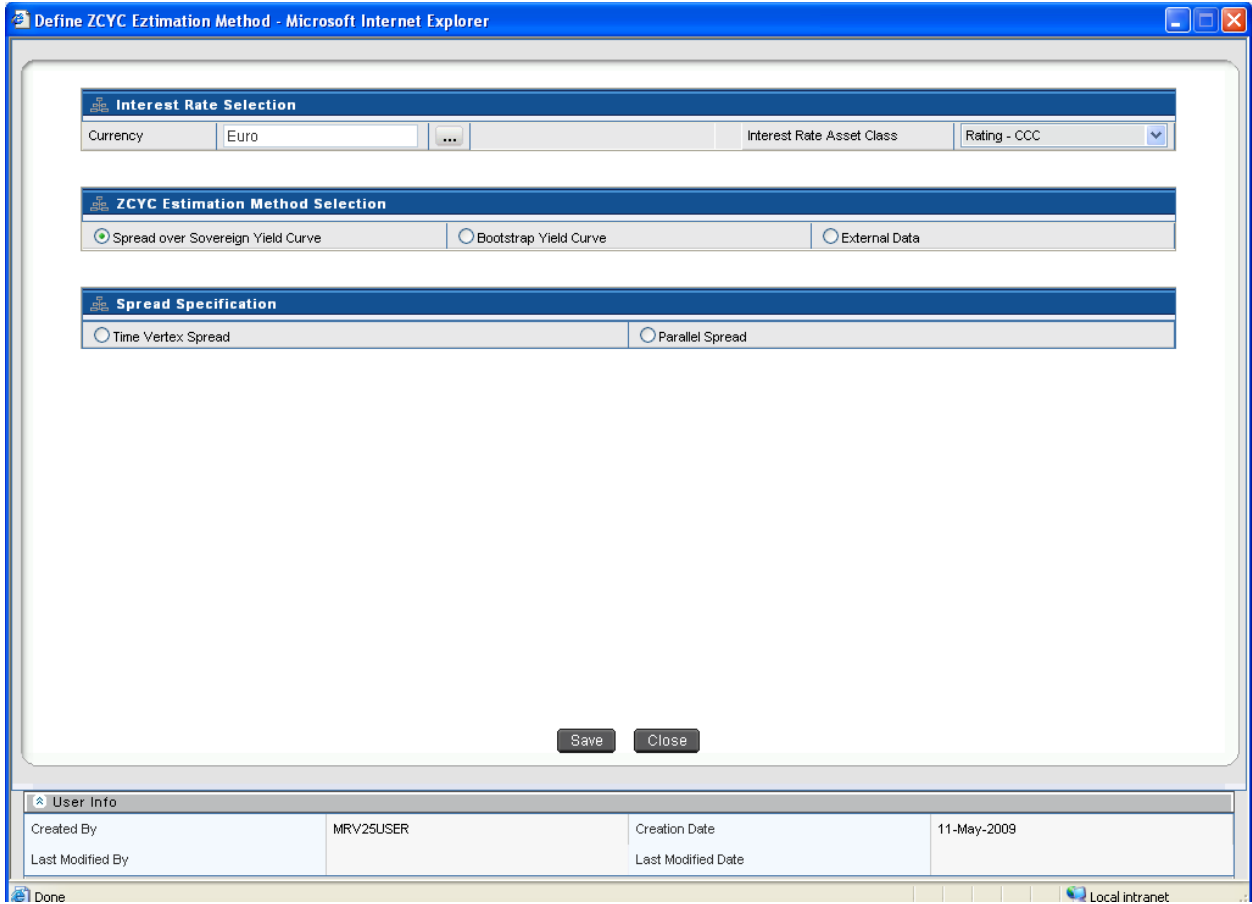 Define ZCYC Eztimation Method - Microsoft Internet Explorer
Interest Rate Selection
Currency Euro ... Interest Rate Asset Class Rating - CCC
ZCYC Estimation Method Selection
Spread over Sovereign Yield Curve Bootstrap Yield Curve External Data
Spread Specification
Time Vertex Spread Parallel Spread
Save Close
User Info
Created By MRV25USER Creation Date 11-May-2009
Last Modified By Last Modified Date
Done Local intranet